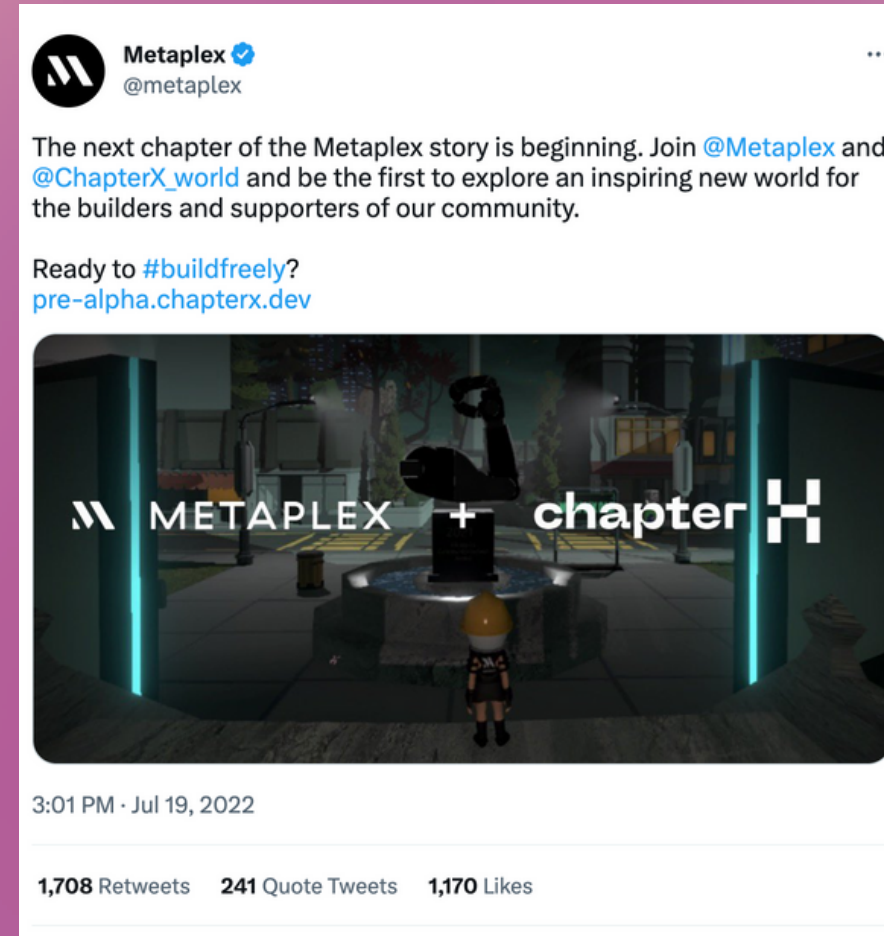 Metaplex
@metaplex
The next chapter of the Metaplex story is beginning. Join @Metaplex and
@ChapterX_world and be the first to explore an inspiring new world for
the builders and supporters of our community.
Ready to #buildfreely?
pre-alpha.chapterx.dev
METAPLEX + chapter X
3:01 PM · Jul 19, 2022
1,708 Retweets 241 Quote Tweets 1,170 Likes